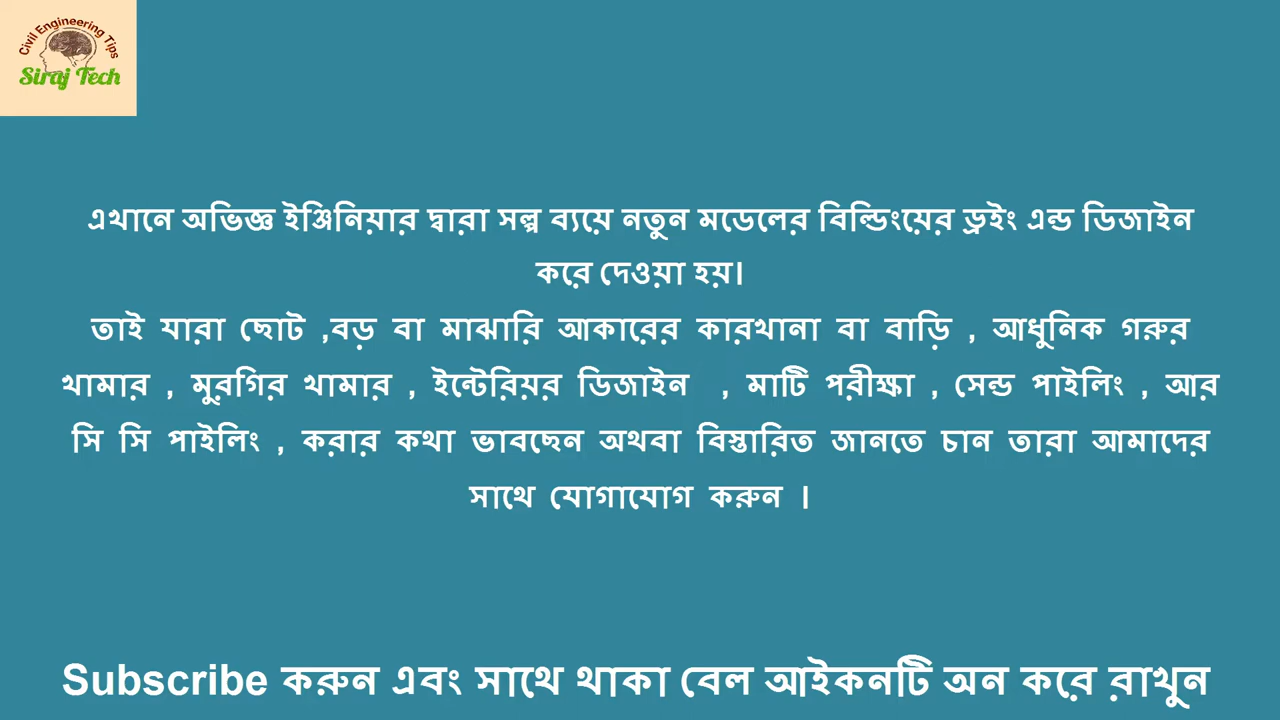 Civil Engineering Tips
Siraj Tech
এখানে অভিজ্ঞ ইঞ্জিনিয়ার দ্বারা সল্প ব্যয়ে নতুন মডেলের বিল্ডিংয়ের ড্রইং এন্ড ডিজাইন
করে দেওয়া হয়।
তাই যারা ছোট ,বড় বা মাঝারি আকারের কারখানা বা বাড়ি , আধুনিক গরুর
খামার , মুরগির খামার , ইন্টেরিয়র ডিজাইন , মাটি পরীক্ষা , সেন্ড পাইলিং , আর
সি সি পাইলিং , করার কথা ভাবছেন অথবা বিস্তারিত জানতে চান তারা আমাদের
সাথে যোগাযোগ করুন ।
Subscribe করুন এবং সাথে থাকা বেল আইকনটি অন করে রাখুন